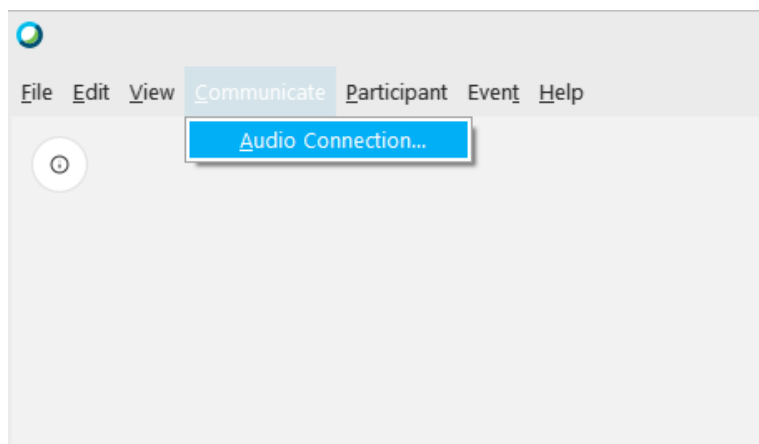 File Edit View Communicate Participant Event Help
Audio Connection...